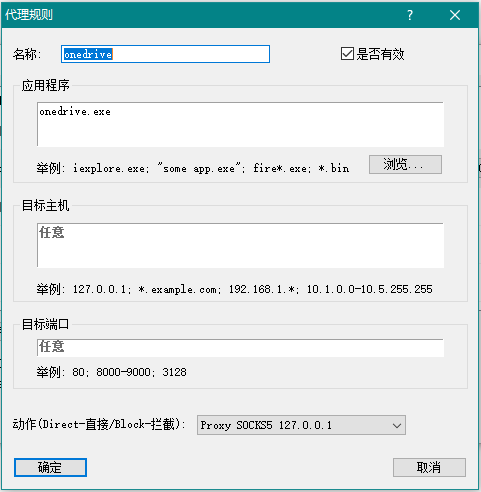 代理规则
名称:
onedrive
是否有效
应用程序
onedrive.exe
举例: iexplore.exe; "some app.exe"; fire*.exe; *.bin
浏览...
目标主机
任意
举例: 127.0.0.1; *.example.com; 192.168.1.*; 10.1.0.0-10.5.255.255
目标端口
任意
举例: 80; 8000-9000; 3128
动作(Direct-直接/Block-拦截):
Proxy SOCKS5 127.0.0.1
确定
取消